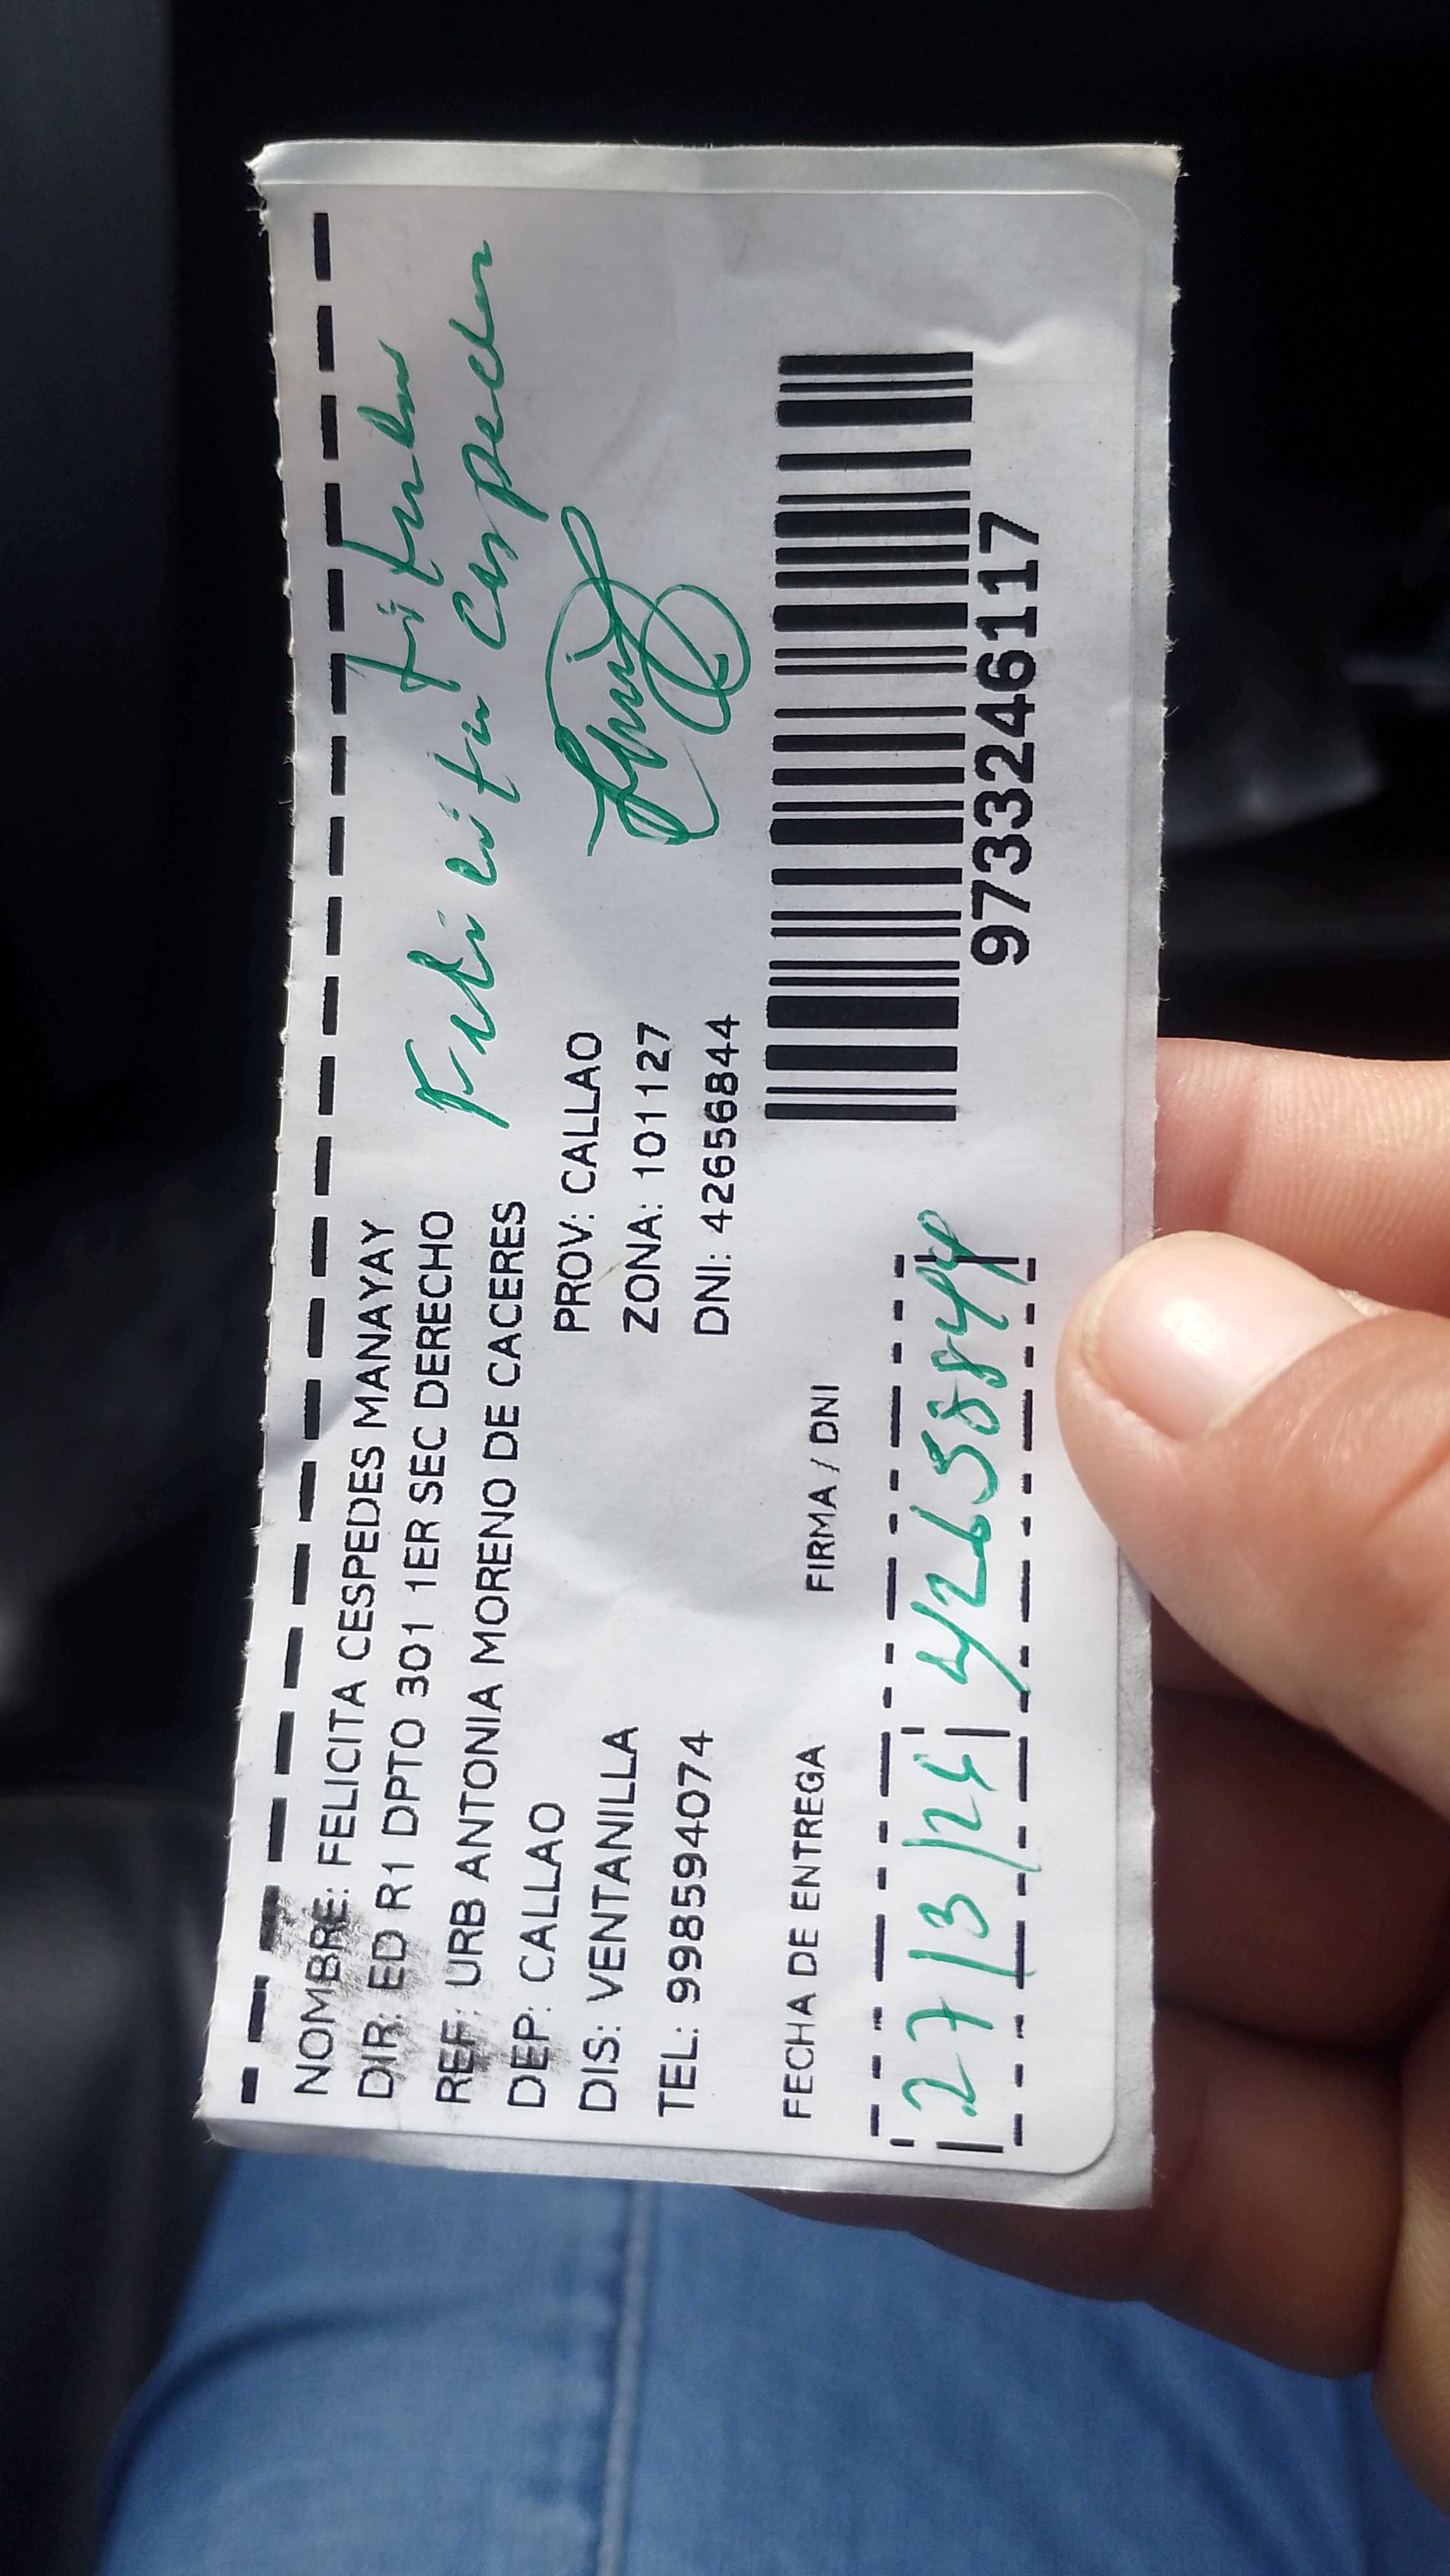 titular
NOMBRE: FELICITA CESPEDES MANAYAY
Felicita Cespedes
DIR: ED R1 DPTO 301 1ER SEC DERECHO
REF: URB ANTONIA MORENO DE CACERES
DEP: CALLAO PROV: CALLAO
DIS: VENTANILLA ZONA: 101127
TEL: 998594074 DNI: 42656844
FECHA DE ENTREGA FIRMA / DNI
27/3/24 42656844
9733246117